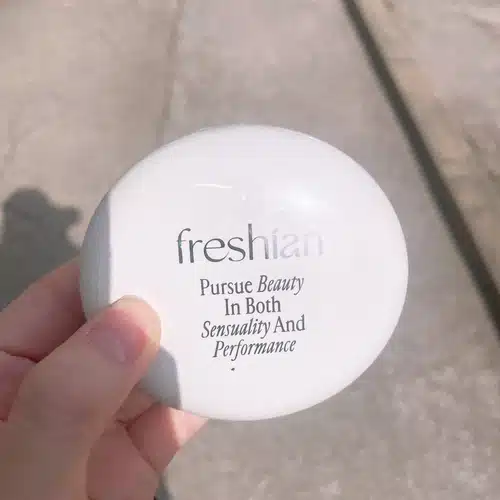 freshian
Pursue Beauty
In Both
Sensuality And
Performance